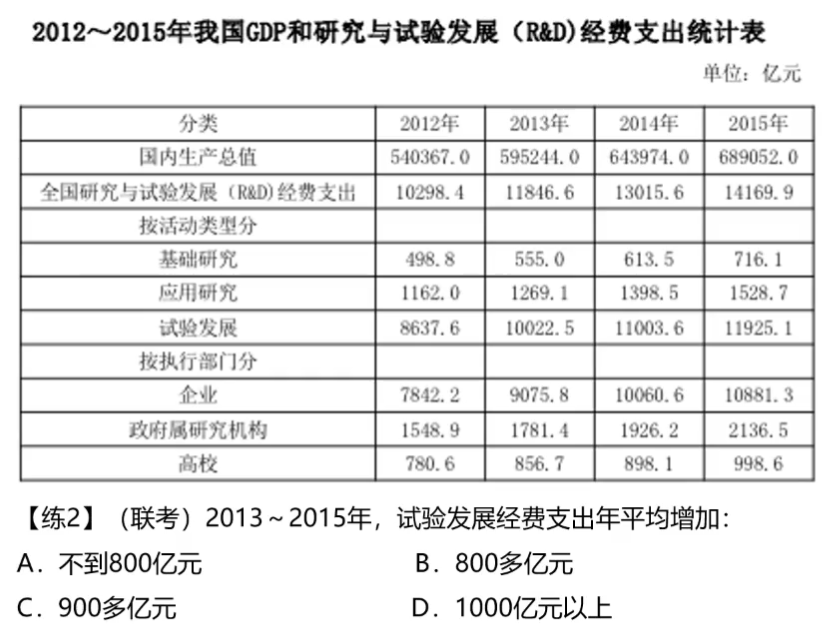 2012～2015年我国GDP和研究与试验发展（R&D)经费支出统计表
单位：亿元
分类 2012年 2013年 2014年 2015年
国内生产总值 540367.0 595244.0 643974.0 689052.0
全国研究与试验发展（R&D)经费支出 10298.4 11846.6 13015.6 14169.9
按活动类型分
基础研究 498.8 555.0 613.5 716.1
应用研究 1162.0 1269.1 1398.5 1528.7
试验发展 8637.6 10022.5 11003.6 11925.1
按执行部门分
企业 7842.2 9075.8 10060.6 10881.3
政府属研究机构 1548.9 1781.4 1926.2 2136.5
高校 780.6 856.7 898.1 998.6
【练2】（联考）2013～2015年，试验发展经费支出年平均增加：
A．不到800亿元 B．800多亿元
C．900多亿元 D．1000亿元以上